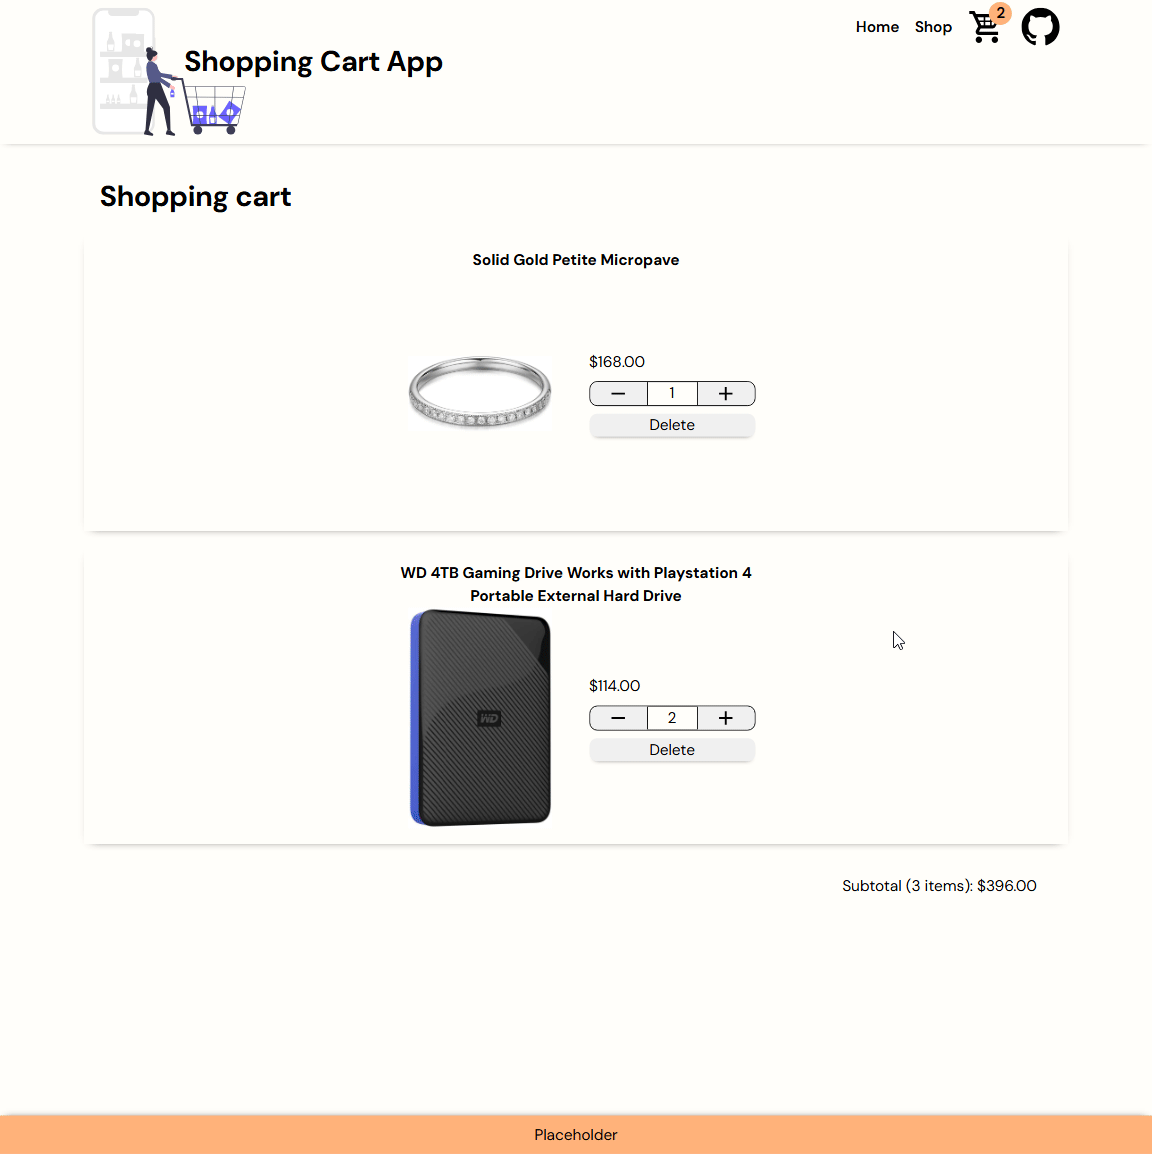 Shopping Cart App
Home
Shop
2
Shopping cart
Solid Gold Petite Micropave
$168.00
1
Delete
WD 4TB Gaming Drive Works with Playstation 4
Portable External Hard Drive
WD
$114.00
2
Delete
Subtotal (3 items): $396.00
Placeholder